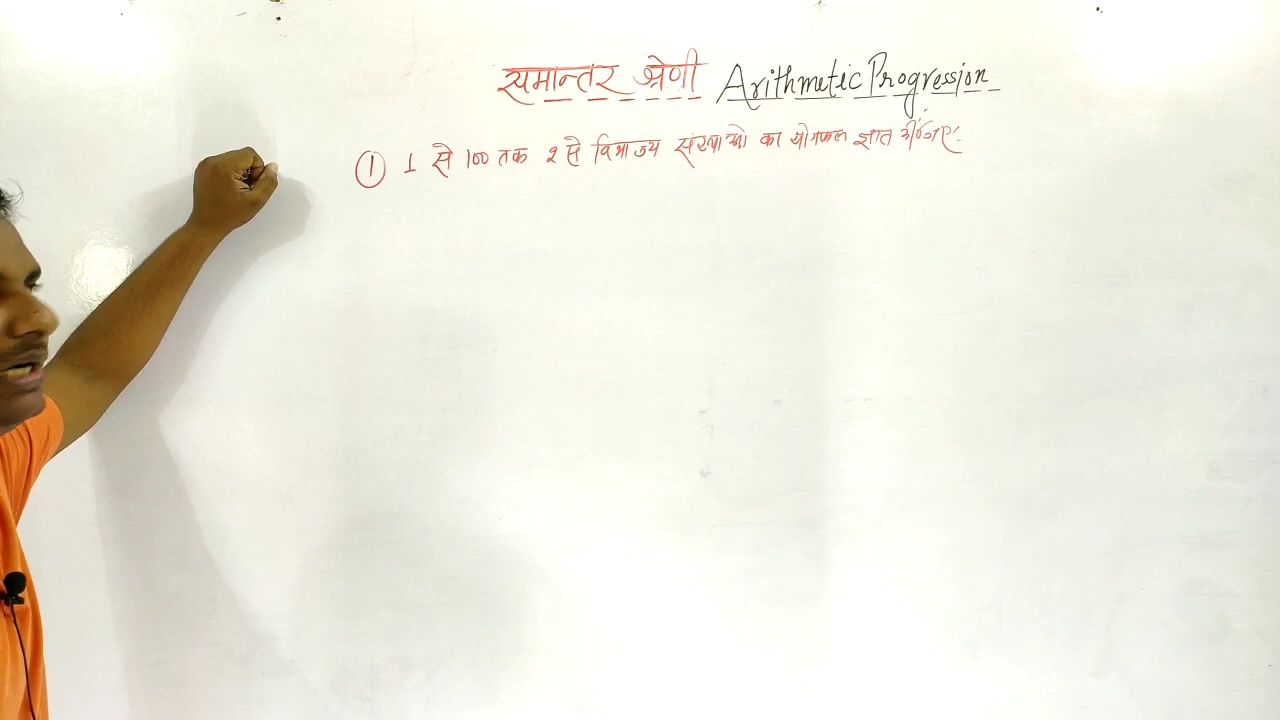 समान्तर श्रेणी Arithmetic Progression
① 1 से 100 तक 2 से विभाज्य संख्याओ का योगफल ज्ञात कीजिए: